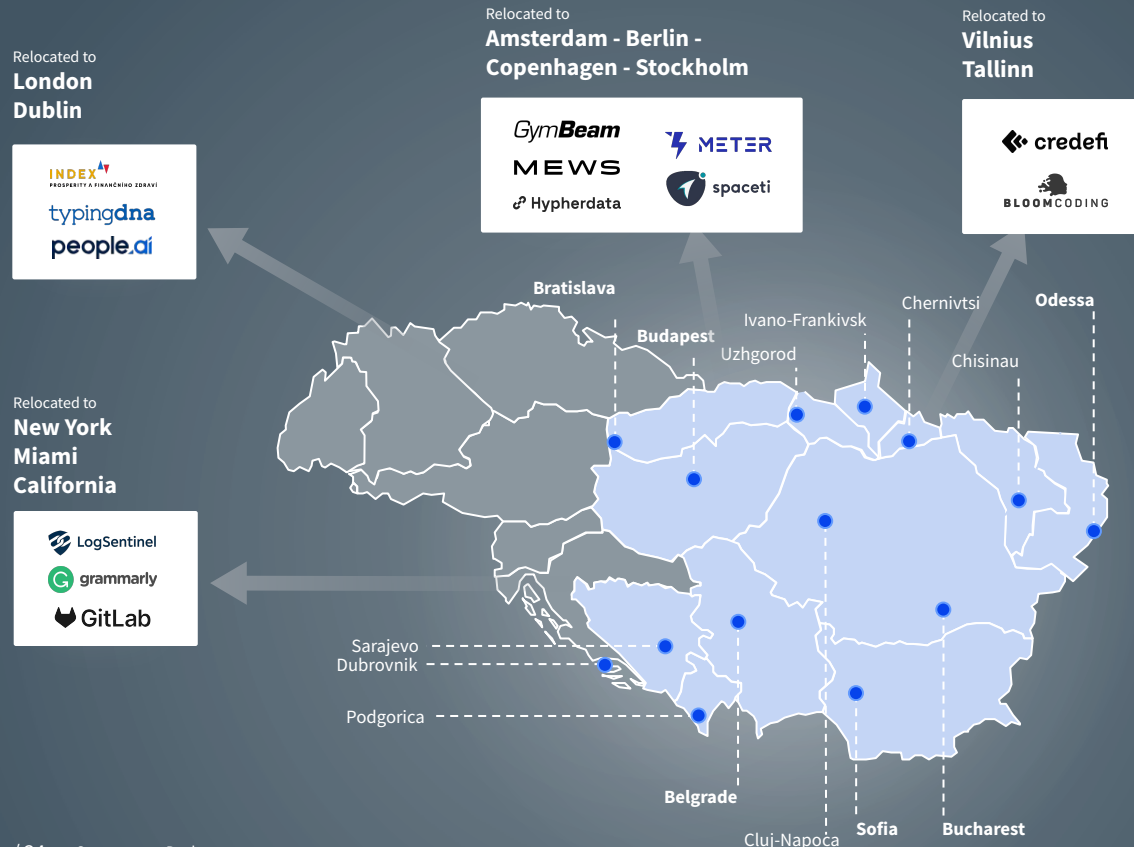 Relocated to
London
Dublin
INDEX
PROSPERITY A FINANČNÍHO ZDRAVÍ
typingdna
people.ai
Relocated to
Amsterdam - Berlin -
Copenhagen - Stockholm
GymBeam
MEWS
Hypherdata
METER
spaceti
Relocated to
Vilnius
Tallinn
credefi
BLOOMCODING
Relocated to
New York
Miami
California
LogSentinel
grammarly
GitLab
Bratislava
Budapest
Uzhgorod
Ivano-Frankivsk
Chernivtsi
Chisinau
Odessa
Sarajevo
Dubrovnik
Podgorica
Belgrade
Cluj-Napoca
Sofia
Bucharest